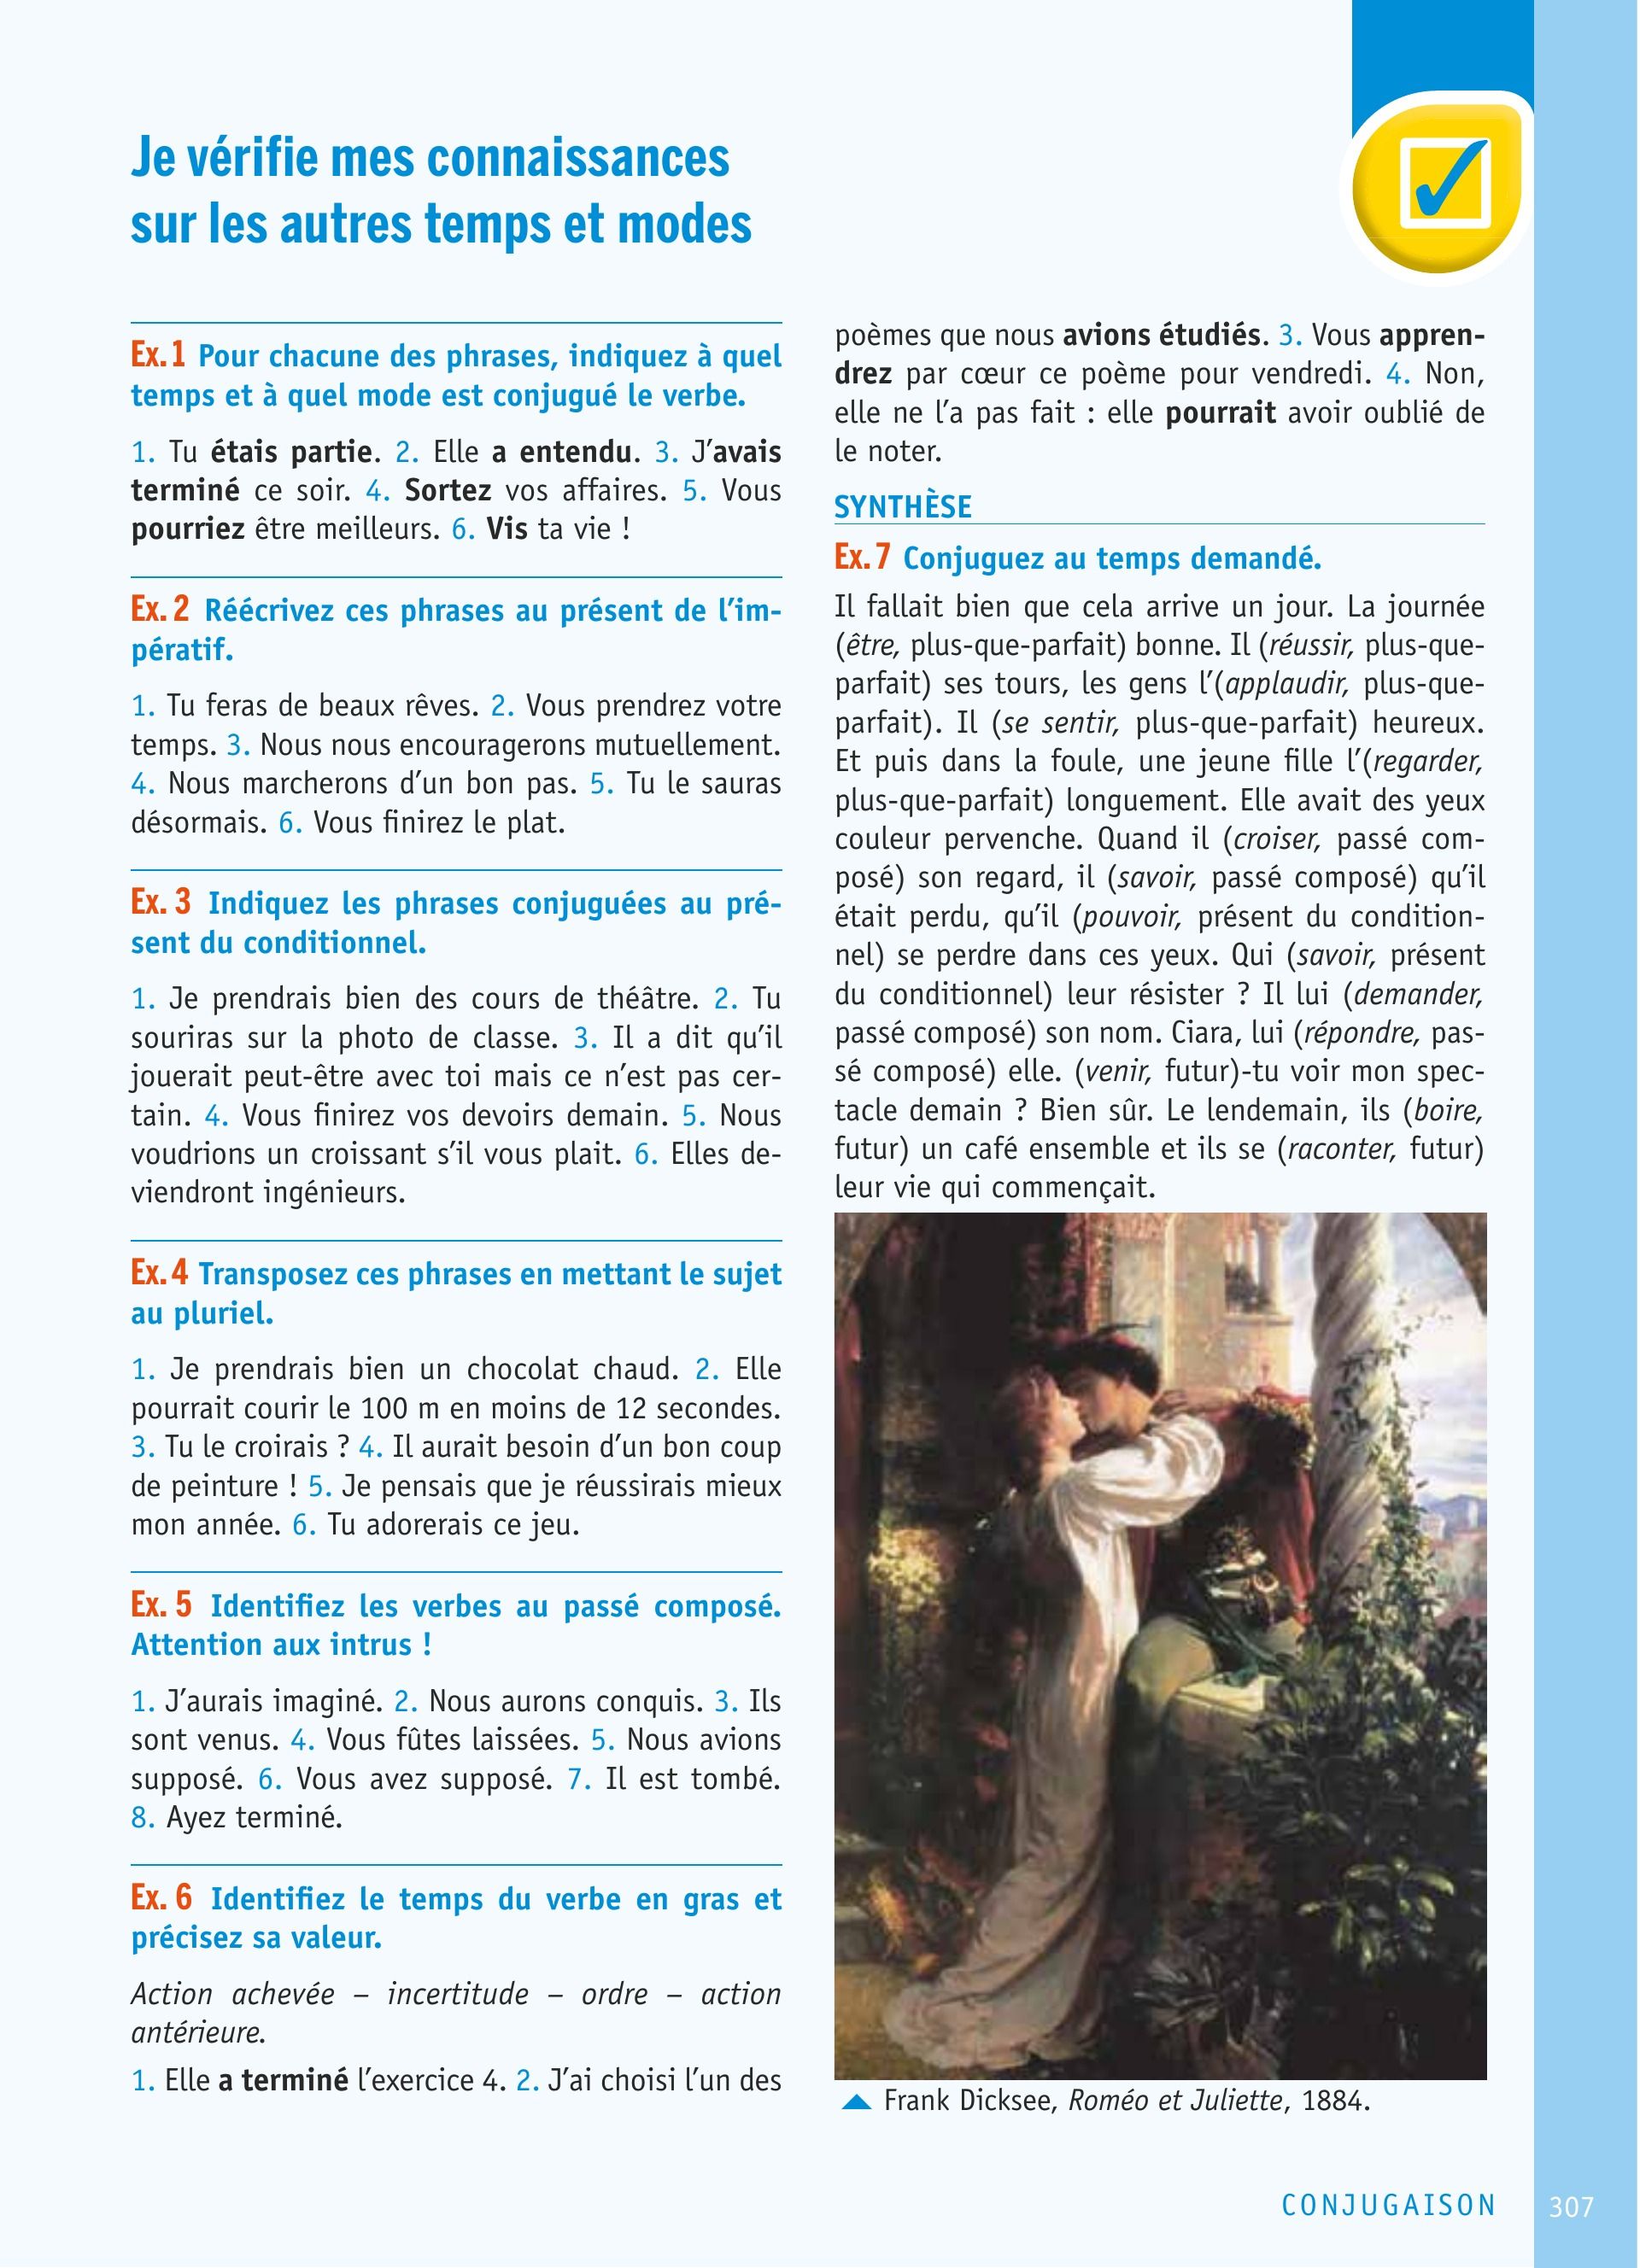 Je vérifie mes connaissances
sur les autres temps et modes
Ex. 1 Pour chacune des phrases, indiquez à quel
temps et à quel mode est conjugué le verbe.
1. Tu étais partie. 2. Elle a entendu. 3. J’avais
terminé ce soir. 4. Sortez vos affaires. 5. Vous
pourriez être meilleurs. 6. Vis ta vie !
Ex. 2 Réécrivez ces phrases au présent de l’im-
pératif.
1. Tu feras de beaux rêves. 2. Vous prendrez votre
temps. 3. Nous nous encouragerons mutuellement.
4. Nous marcherons d’un bon pas. 5. Tu le sauras
désormais. 6. Vous finirez le plat.
Ex. 3 Indiquez les phrases conjuguées au pré-
sent du conditionnel.
1. Je prendrais bien des cours de théâtre. 2. Tu
souriras sur la photo de classe. 3. Il a dit qu’il
jouerait peut-être avec toi mais ce n’est pas cer-
tain. 4. Vous finirez vos devoirs demain. 5. Nous
voudrions un croissant s’il vous plait. 6. Elles de-
viendront ingénieurs.
Ex. 4 Transposez ces phrases en mettant le sujet
au pluriel.
1. Je prendrais bien un chocolat chaud. 2. Elle
pourrait courir le 100 m en moins de 12 secondes.
3. Tu le croirais ? 4. Il aurait besoin d’un bon coup
de peinture ! 5. Je pensais que je réussirais mieux
mon année. 6. Tu adorerais ce jeu.
Ex. 5 Identifiez les verbes au passé composé.
Attention aux intrus !
1. J’aurais imaginé. 2. Nous aurons conquis. 3. Ils
sont venus. 4. Vous fûtes laissées. 5. Nous avions
supposé. 6. Vous avez supposé. 7. Il est tombé.
8. Ayez terminé.
Ex. 6 Identifiez le temps du verbe en gras et
précisez sa valeur.
Action achevée – incertitude – ordre – action
antérieure.
1. Elle a terminé l’exercice 4. 2. J’ai choisi l’un des
poèmes que nous avions étudiés. 3. Vous appren-
drez par cœur ce poème pour vendredi. 4. Non,
elle ne l’a pas fait : elle pourrait avoir oublié de
le noter.
SYNTHÈSE
Ex. 7 Conjuguez au temps demandé.
Il fallait bien que cela arrive un jour. La journée
(être, plus-que-parfait) bonne. Il (réussir, plus-que-
parfait) ses tours, les gens l’(applaudir, plus-que-
parfait). Il (se sentir, plus-que-parfait) heureux.
Et puis dans la foule, une jeune fille l’(regarder,
plus-que-parfait) longuement. Elle avait des yeux
couleur pervenche. Quand il (croiser, passé com-
posé) son regard, il (savoir, passé composé) qu’il
était perdu, qu’il (pouvoir, présent du condition-
nel) se perdre dans ces yeux. Qui (savoir, présent
du conditionnel) leur résister ? Il lui (demander,
passé composé) son nom. Ciara, lui (répondre, pas-
sé composé) elle. (venir, futur)-tu voir mon spec-
tacle demain ? Bien sûr. Le lendemain, ils (boire,
futur) un café ensemble et ils se (raconter, futur)
leur vie qui commençait.
Frank Dicksee, Roméo et Juliette, 1884.
CONJUGAISON 307